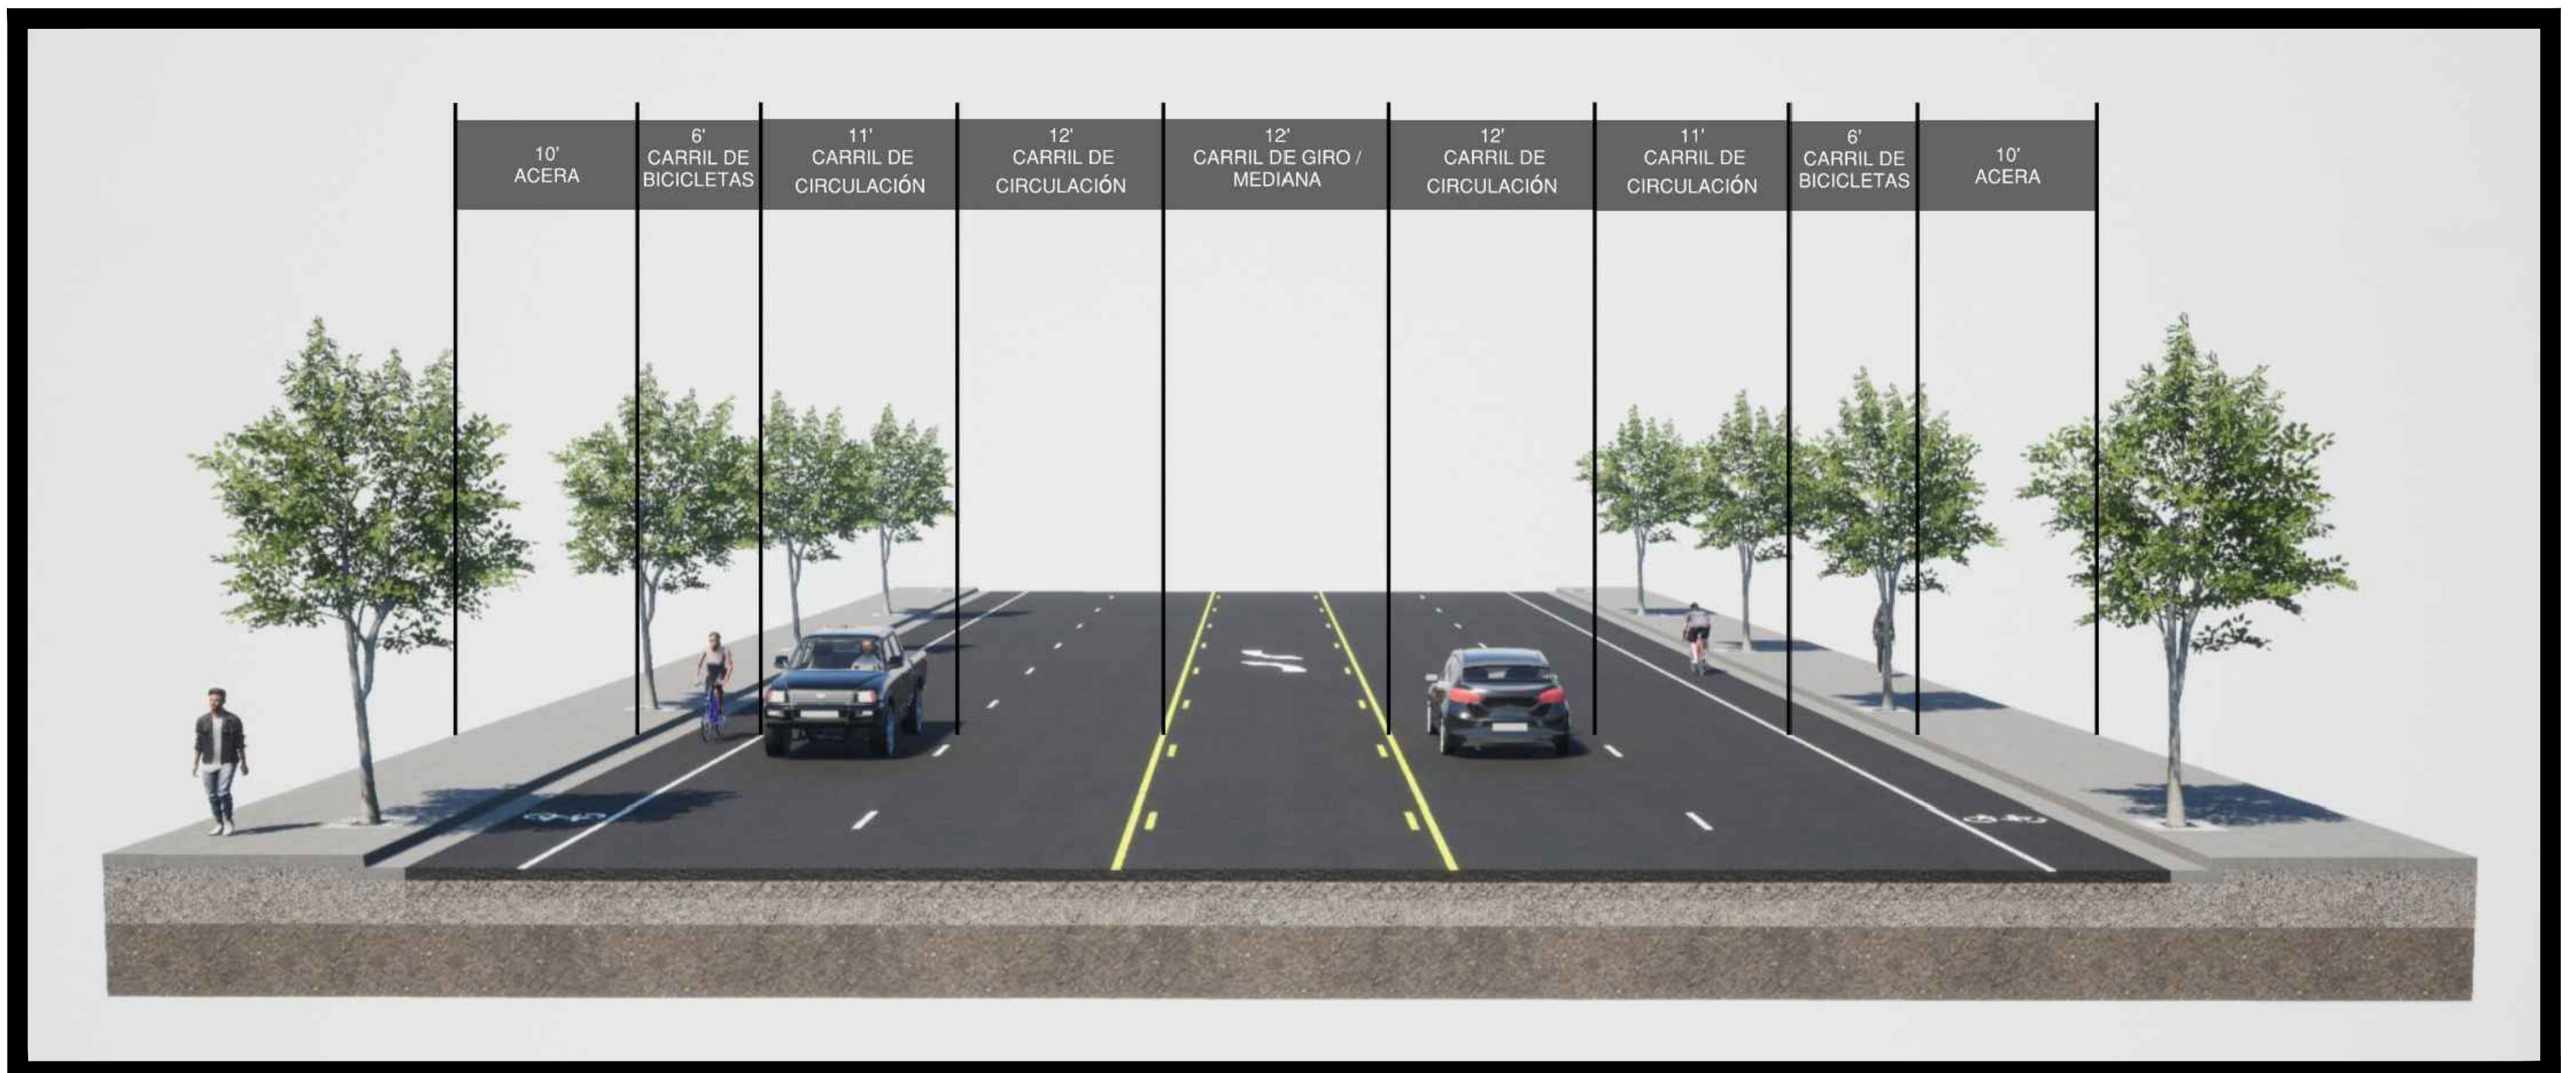 10'
ACERA
6'
CARRIL DE
BICICLETAS
11'
CARRIL DE
CIRCULACIÓN
12'
CARRIL DE
CIRCULACIÓN
12'
CARRIL DE GIRO /
MEDIANA
12'
CARRIL DE
CIRCULACIÓN
11'
CARRIL DE
CIRCULACIÓN
6'
CARRIL DE
BICICLETAS
10'
ACERA